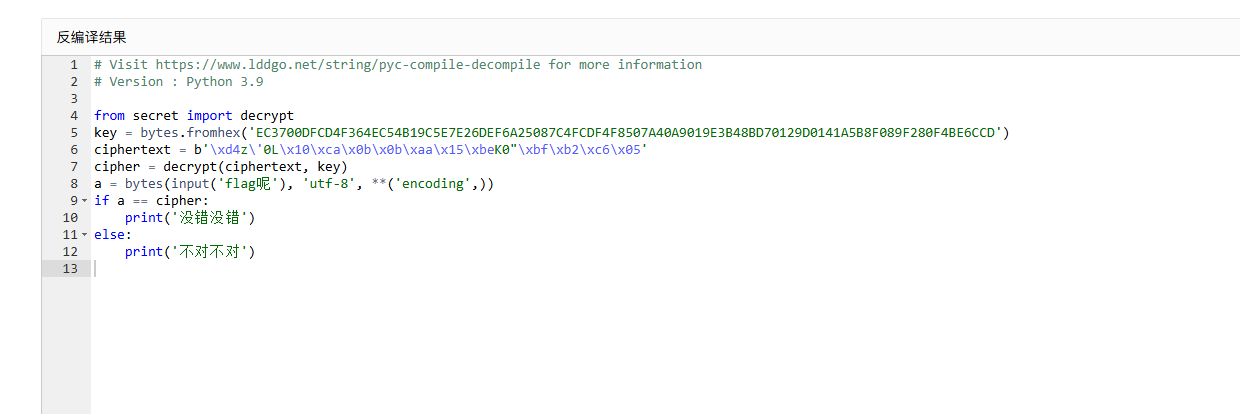 反编译结果
1 # Visit https://www.lddgo.net/string/pyc-compile-decompile for more information
2 # Version : Python 3.9
3
4 from secret import decrypt
5 key = bytes.fromhex('EC3700DFCD4F364EC54B19C5E7E26DEF6A25087C4FCDF4F8507A40A9019E3B48BD70129D0141A5B8F089F280F4BE6CCD')
6 ciphertext = b'\xd4z\'0L\x10\xca\x0b\x0b\xaa\x15\xbeK0"\xbf\xb2\xc6\x05'
7 cipher = decrypt(ciphertext, key)
8 a = bytes(input('flag呢'), 'utf-8', **('encoding',))
9 if a == cipher:
10     print('没错没错')
11 else:
12     print('不对不对')
13